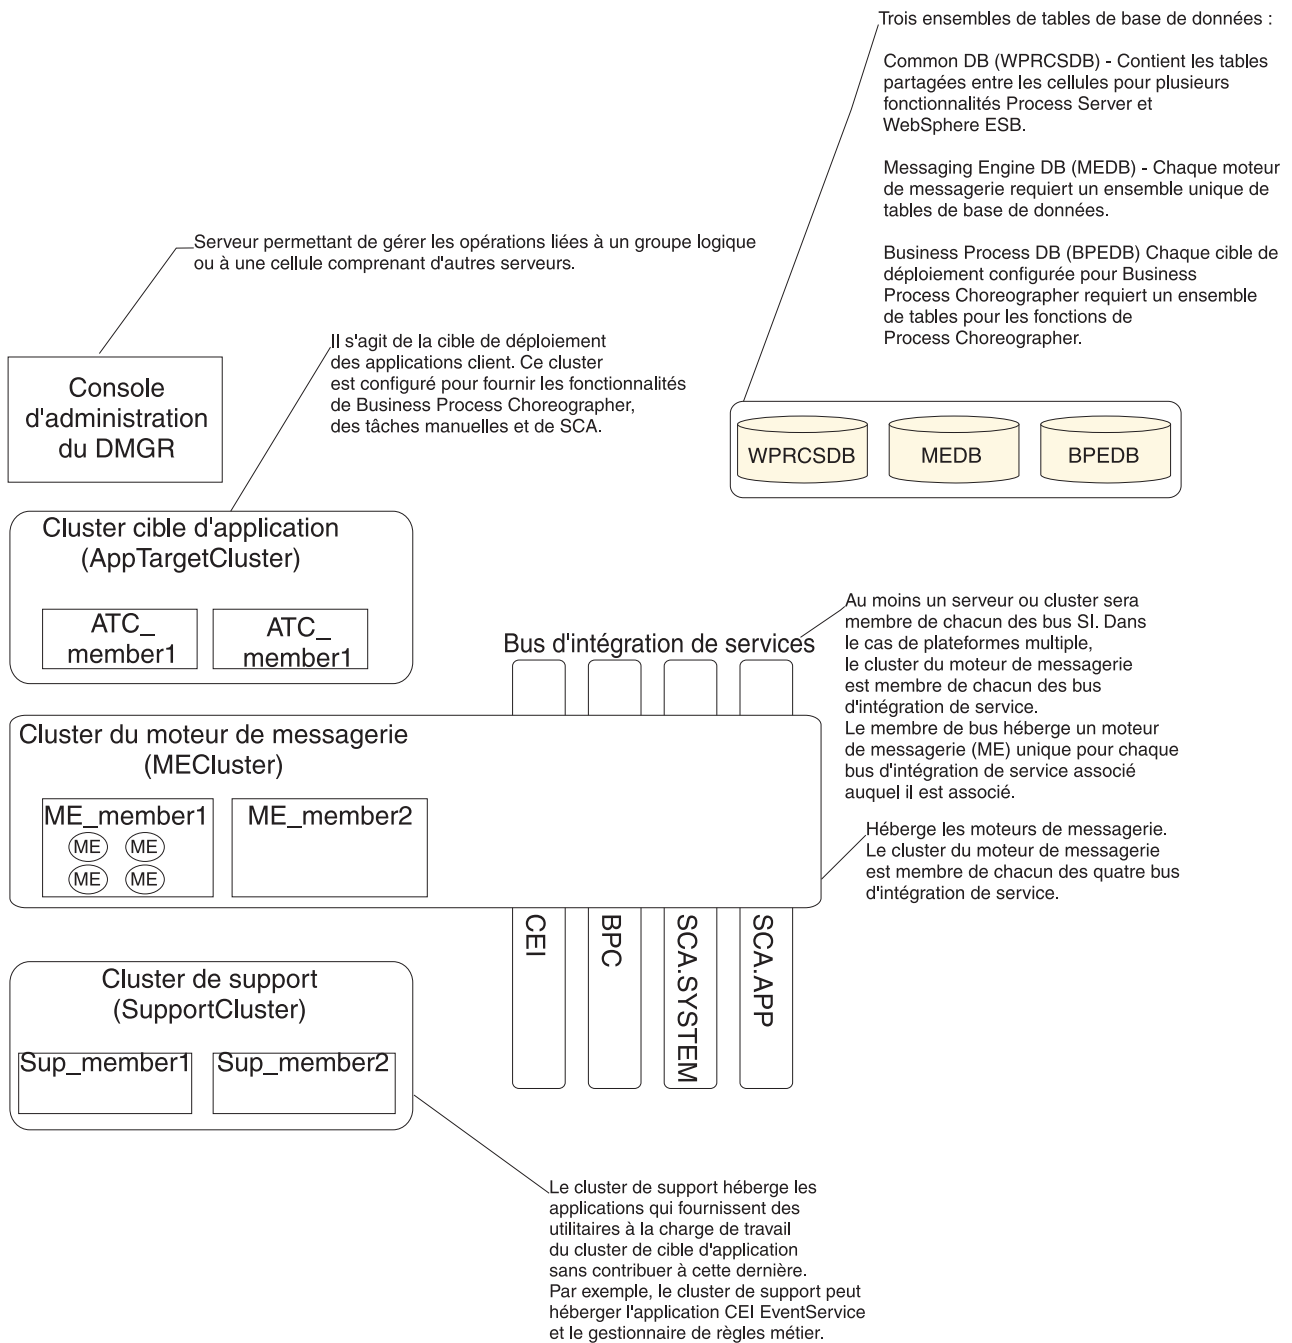 Trois ensembles de tables de base de données :
Common DB (WPRCSDB) - Contient les tables
partagées entre les cellules pour plusieurs
fonctionnalités Process Server et
WebSphere ESB.
Messaging Engine DB (MEDB) - Chaque moteur
de messagerie requiert un ensemble unique de
tables de base de données.
Business Process DB (BPEDB) Chaque cible de
déploiement configurée pour Business
Process Choreographer requiert un ensemble
de tables pour les fonctions de
Process Choreographer.
Serveur permettant de gérer les opérations liées à un groupe logique
ou à une cellule comprenant d'autres serveurs.
Il s'agit de la cible de déploiement
des applications client. Ce cluster
est configuré pour fournir les fonctionnalités
de Business Process Choreographer,
des tâches manuelles et de SCA.
Console
d'administration
du DMGR
WPRCSDB
MEDB
BPEDB
Cluster cible d'application
(AppTargetCluster)
ATC_
member1
ATC_
member1
Bus d'intégration de services
Au moins un serveur ou cluster sera
membre de chacun des bus SI. Dans
le cas de plateformes multiple,
le cluster du moteur de messagerie
est membre de chacun des bus
d'intégration de service.
Le membre de bus héberge un moteur
de messagerie (ME) unique pour chaque
bus d'intégration de service associé
auquel il est associé.
Cluster du moteur de messagerie
(MECluster)
ME_member1
ME ME
ME ME
ME_member2
Héberge les moteurs de messagerie.
Le cluster du moteur de messagerie
est membre de chacun des quatre bus
d'intégration de service.
CEI
BPC
SCA.SYSTEM
SCA.APP
Cluster de support
(SupportCluster)
Sup_member1
Sup_member2
Le cluster de support héberge les
applications qui fournissent des
utilitaires à la charge de travail
du cluster de cible d'application
sans contribuer à cette dernière.
Par exemple, le cluster de support peut
héberger l'application CEI EventService
et le gestionnaire de règles métier.